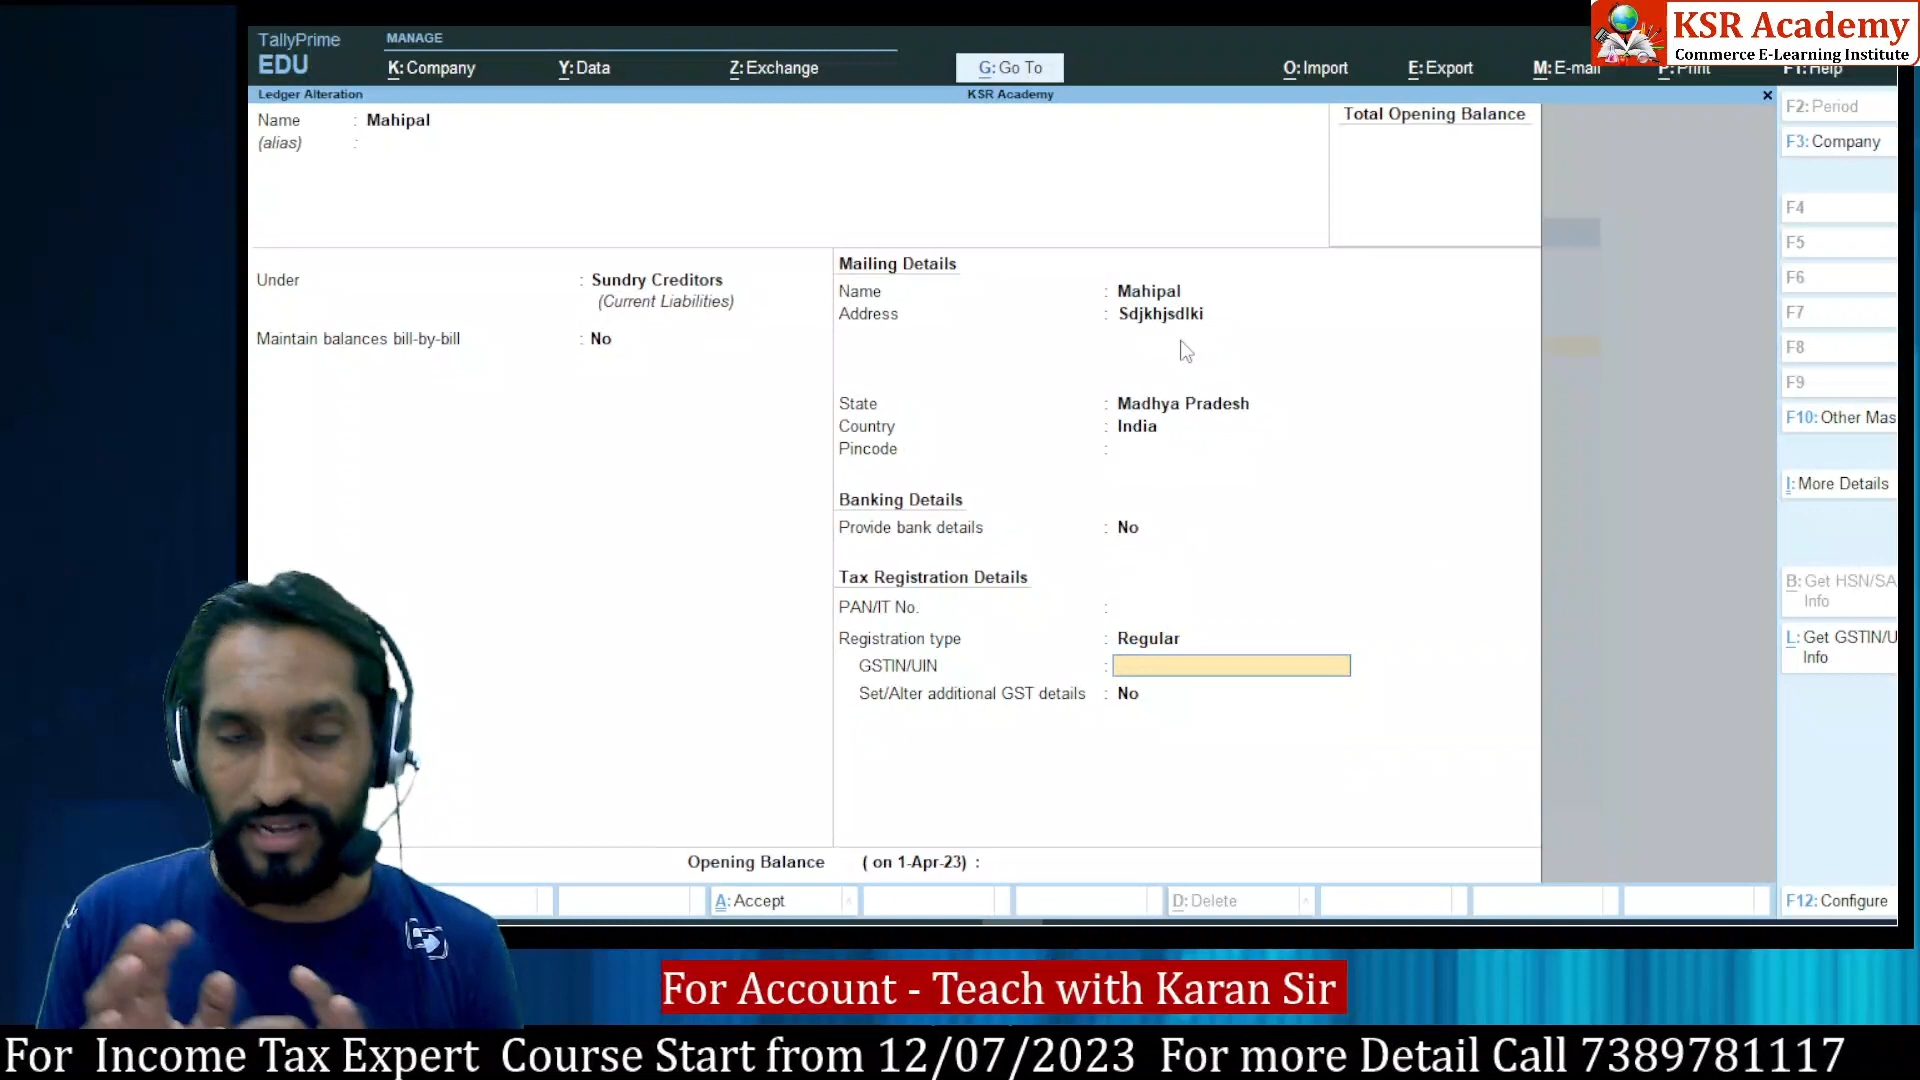 KSR Academy
Commerce E-Learning Institute
TallyPrime
EDU
MANAGE
K: Company
Y: Data
Z: Exchange
G: Go To
O: Import
E: Export
M: E-mail
P: Print
F1: Help
Ledger Alteration
KSR Academy
Name : Mahipal
(alias) :
Total Opening Balance
Under : Sundry Creditors
(Current Liabilities)
Maintain balances bill-by-bill : No
Mailing Details
Name : Mahipal
Address : Sdjkhjsdlki
State : Madhya Pradesh
Country : India
Pincode :
Banking Details
Provide bank details : No
Tax Registration Details
PAN/IT No. :
Registration type : Regular
GSTIN/UIN :
Set/Alter additional GST details : No
Opening Balance ( on 1-Apr-23) :
A: Accept
D: Delete
F2: Period
F3: Company
F4
F5
F6
F7
F8
F9
F10: Other Mas
I: More Details
B: Get HSN/SA
Info
L: Get GSTIN/U
Info
F12: Configure
For Account - Teach with Karan Sir
For Income Tax Expert Course Start from 12/07/2023 For more Detail Call 7389781117